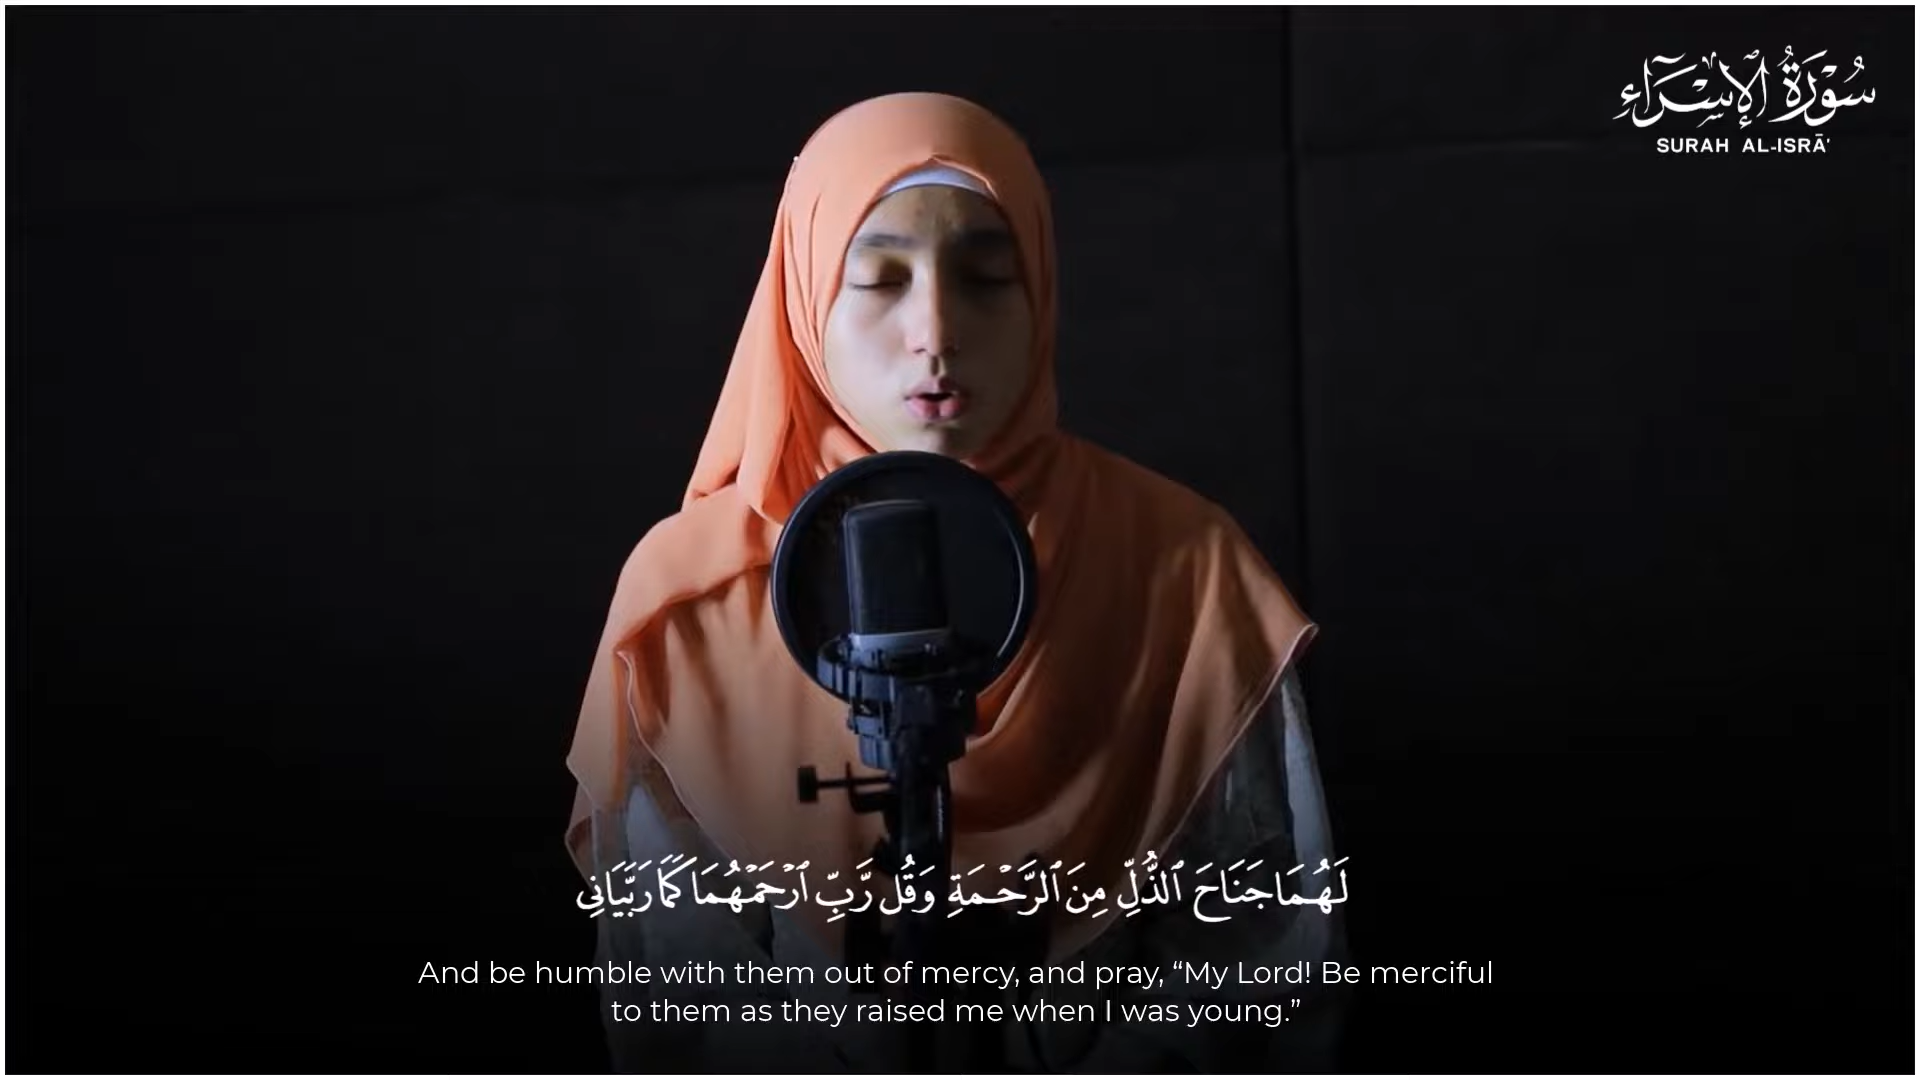 سُورَةُ الإِسْرَاء
SURAH AL-ISRĀ'
لَهُمَا جَنَاحَ ٱلذُّلِّ مِنَ ٱلرَّحْمَةِ وَقُل رَّبِّ ٱرْحَمْهُمَا كَمَا رَبَّيَانِى
And be humble with them out of mercy, and pray, “My Lord! Be merciful
to them as they raised me when I was young.”